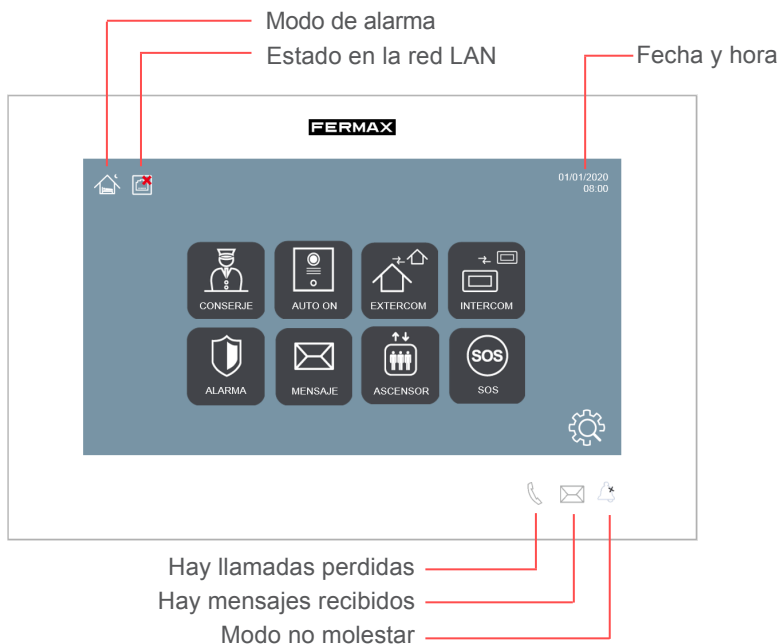 Modo de alarma
Estado en la red LAN
Fecha y hora
FERMAX
01/01/2020
08:00
CONSERJE
AUTO ON
EXTERCOM
INTERCOM
ALARMA
MENSAJE
ASCENSOR
SOS
SOS
Hay llamadas perdidas
Hay mensajes recibidos
Modo no molestar